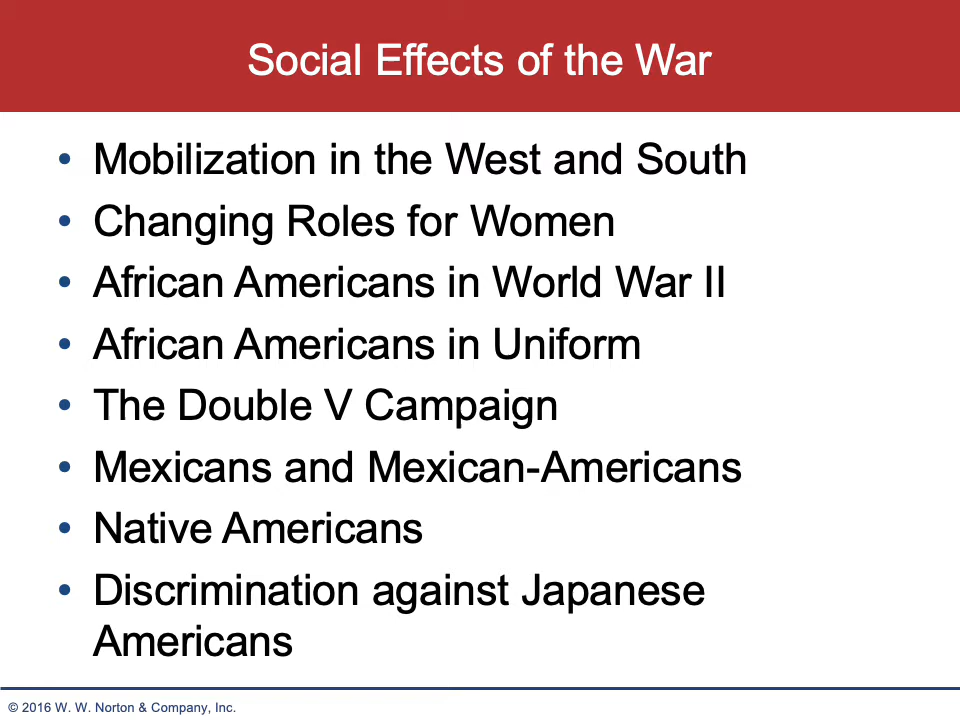 Social Effects of the War
• Mobilization in the West and South
• Changing Roles for Women
• African Americans in World War II
• African Americans in Uniform
• The Double V Campaign
• Mexicans and Mexican-Americans
• Native Americans
• Discrimination against Japanese
Americans
© 2016 W. W. Norton & Company, Inc.